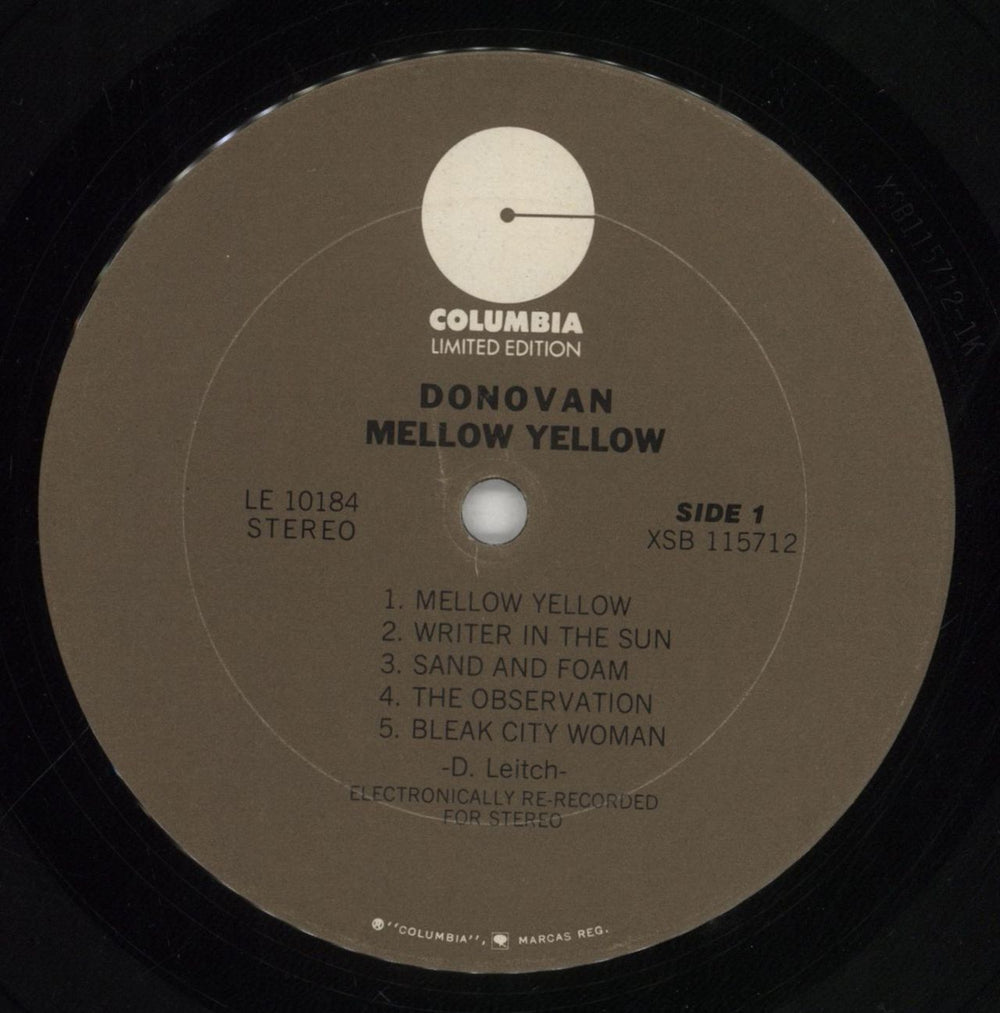 COLUMBIA
LIMITED EDITION
DONOVAN
MELLOW YELLOW
LE 10184
STEREO
SIDE 1
XSB 115712
1. MELLOW YELLOW
2. WRITER IN THE SUN
3. SAND AND FOAM
4. THE OBSERVATION
5. BLEAK CITY WOMAN
-D. Leitch-
ELECTRONICALLY RE-RECORDED
FOR STEREO
® "COLUMBIA", MARCAS REG.
XSB115712-1K